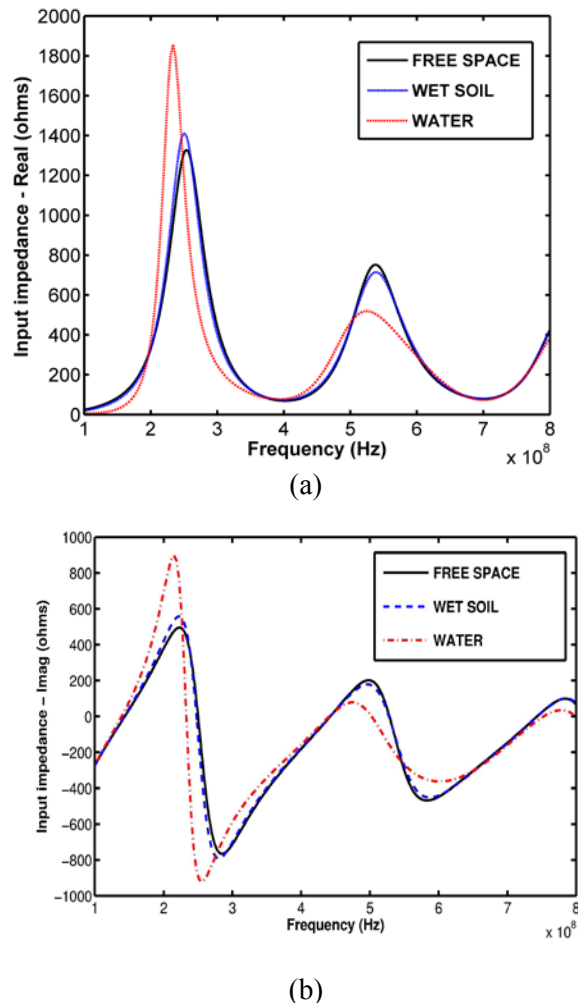 2000
1800
1600
1400
1200
1000
800
600
400
200
0
Input impedance - Real (ohms)
FREE SPACE
WET SOIL
WATER
1 2 3 4 5 6 7 8
Frequency (Hz)
x 10^8
(a)
1000
800
600
400
200
0
−200
−400
−600
−800
−1000
Input impedance − Imag (ohms)
FREE SPACE
WET SOIL
WATER
1 2 3 4 5 6 7 8
Frequency (Hz)
x 10^8
(b)